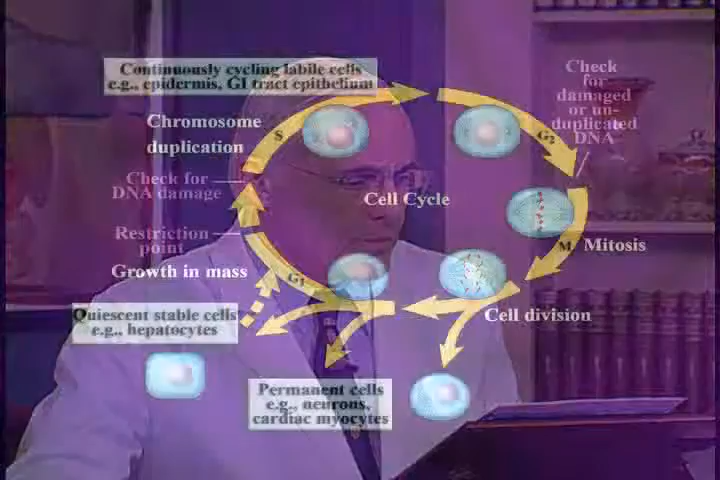 Continuously cycling labile cells
e.g., epidermis, GI tract epithelium
Check
for
damaged
or un-
duplicated
DNA
Chromosome
duplication
S
G2
Check for
DNA damage
Cell Cycle
Restriction
point
M
Mitosis
Growth in mass
G1
Quiescent stable cells
e.g., hepatocytes
Cell division
Permanent cells
e.g., neurons,
cardiac myocytes